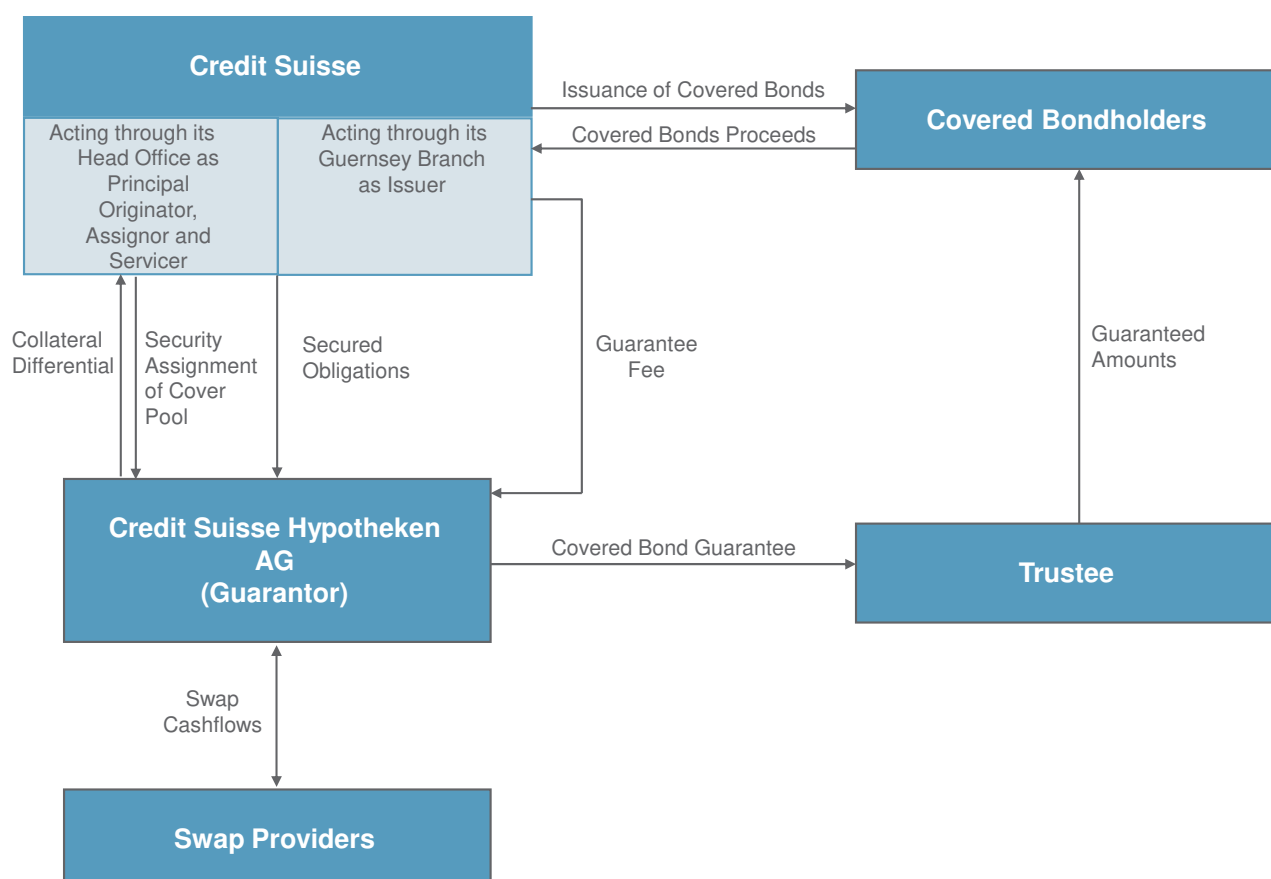 Credit Suisse
Acting through its
Head Office as
Principal
Originator,
Assignor and
Servicer
Acting through its
Guernsey Branch
as Issuer
Issuance of Covered Bonds
Covered Bonds Proceeds
Covered Bondholders
Collateral
Differential
Security
Assignment
of Cover
Pool
Secured
Obligations
Guarantee
Fee
Guaranteed
Amounts
Credit Suisse Hypotheken
AG
(Guarantor)
Covered Bond Guarantee
Trustee
Swap
Cashflows
Swap Providers